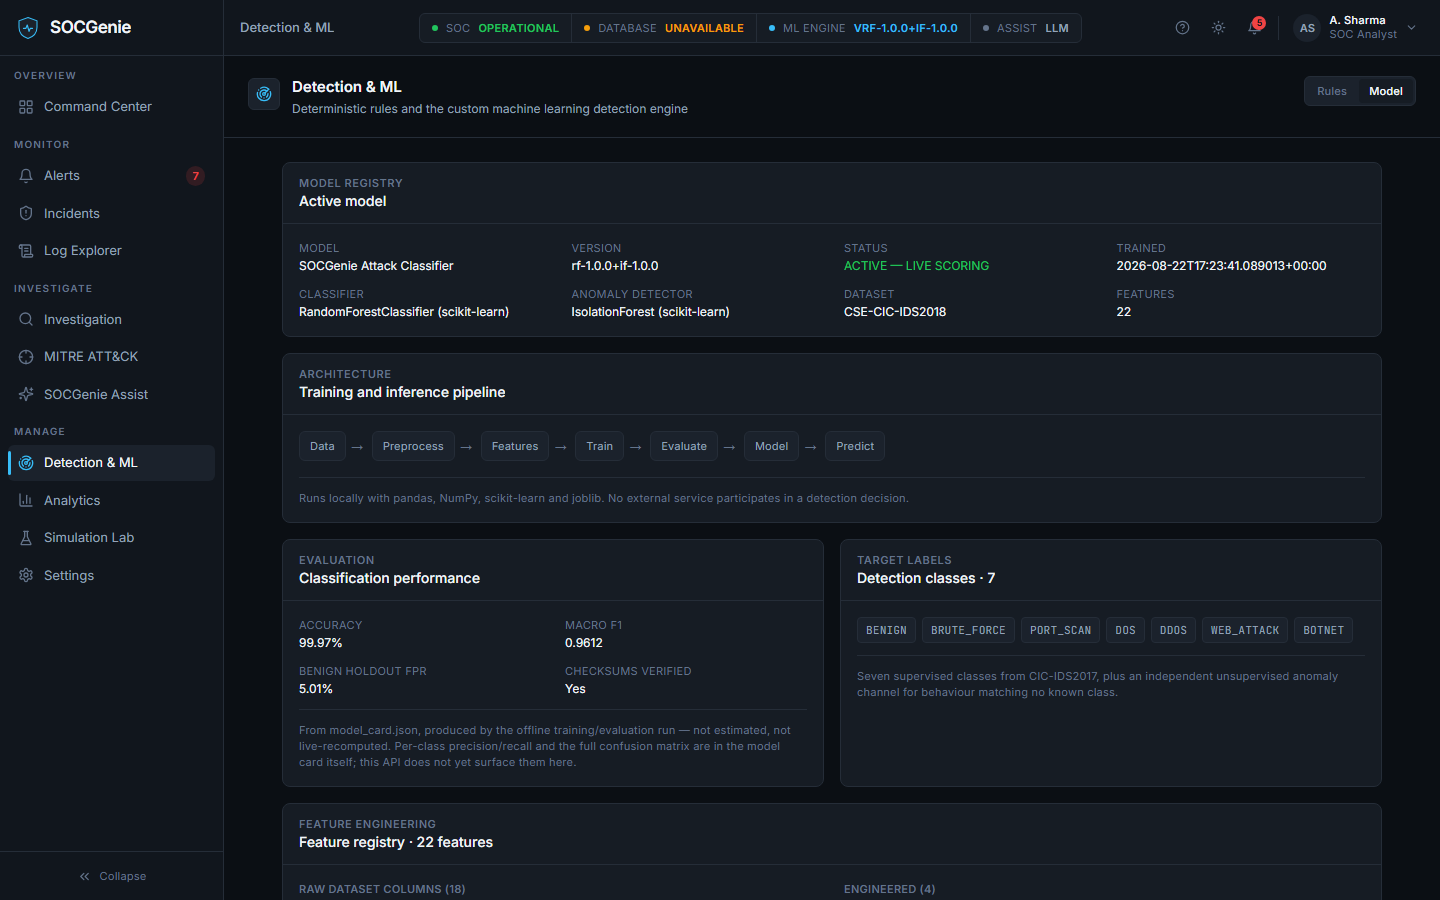 SOCGenie
Detection & ML
SOC OPERATIONAL
DATABASE UNAVAILABLE
ML ENGINE VRF-1.0.0+IF-1.0.0
ASSIST LLM
5
AS
A. Sharma
SOC Analyst
OVERVIEW
Command Center
MONITOR
Alerts 7
Incidents
Log Explorer
INVESTIGATE
Investigation
MITRE ATT&CK
SOCGenie Assist
MANAGE
Detection & ML
Analytics
Simulation Lab
Settings
Collapse
Detection & ML
Deterministic rules and the custom machine learning detection engine
Rules Model
MODEL REGISTRY
Active model
MODEL
SOCGenie Attack Classifier
VERSION
rf-1.0.0+if-1.0.0
STATUS
ACTIVE — LIVE SCORING
TRAINED
2026-08-22T17:23:41.089013+00:00
CLASSIFIER
RandomForestClassifier (scikit-learn)
ANOMALY DETECTOR
IsolationForest (scikit-learn)
DATASET
CSE-CIC-IDS2018
FEATURES
22
ARCHITECTURE
Training and inference pipeline
Data → Preprocess → Features → Train → Evaluate → Model → Predict
Runs locally with pandas, NumPy, scikit-learn and joblib. No external service participates in a detection decision.
EVALUATION
Classification performance
ACCURACY
99.97%
MACRO F1
0.9612
BENIGN HOLDOUT FPR
5.01%
CHECKSUMS VERIFIED
Yes
From model_card.json, produced by the offline training/evaluation run — not estimated, not
live-recomputed. Per-class precision/recall and the full confusion matrix are in the model
card itself; this API does not yet surface them here.
TARGET LABELS
Detection classes · 7
BENIGN BRUTE_FORCE PORT_SCAN DOS DDOS WEB_ATTACK BOTNET
Seven supervised classes from CIC-IDS2017, plus an independent unsupervised anomaly
channel for behaviour matching no known class.
FEATURE ENGINEERING
Feature registry · 22 features
RAW DATASET COLUMNS (18)
ENGINEERED (4)